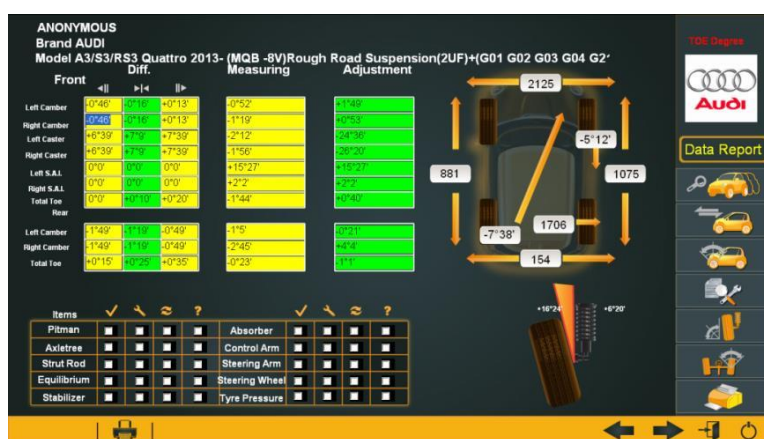 ANONYMOUS
Brand AUDI
Model A3/S3/RS3 Quattro 2013- (MQB -8V)Rough Road Suspension(2UF)+(G01 G02 G03 G04 G2
Front Diff. Measuring Adjustment
Left Camber -0°46' -0°16' +0°13' -0°52' +1°49'
Right Camber -0°46' -0°16' +0°13' -1°19' +0°53'
Left Caster +6°39' +7°9' +7°39' -2°12' -24°36'
Right Caster +6°39' +7°9' +7°39' -1°56' -26°20'
Left S.A.I. 0°0' 0°0' 0°0' +15°27' +15°27'
Right S.A.I. 0°0' 0°0' 0°0' +2°2' +2°2'
Total Toe 0°0' +0°10' +0°20' -1°44' +0°40'
Rear
Left Camber -1°49' -1°19' -0°49' -1°5' -0°21'
Right Camber -1°49' -1°19' -0°49' -2°45' +4°4'
Total Toe +0°15' +0°25' +0°35' -0°23' -1°1'
2125
-5°12'
881
1075
-7°38'
1706
154
+16°24'
+6°20'
Items ? ?
Pitman Absorber
Axletree Control Arm
Strut Rod Steering Arm
Equilibrium Steering Wheel
Stabilizer Tyre Pressure
TOE Degree
Audi
Data Report